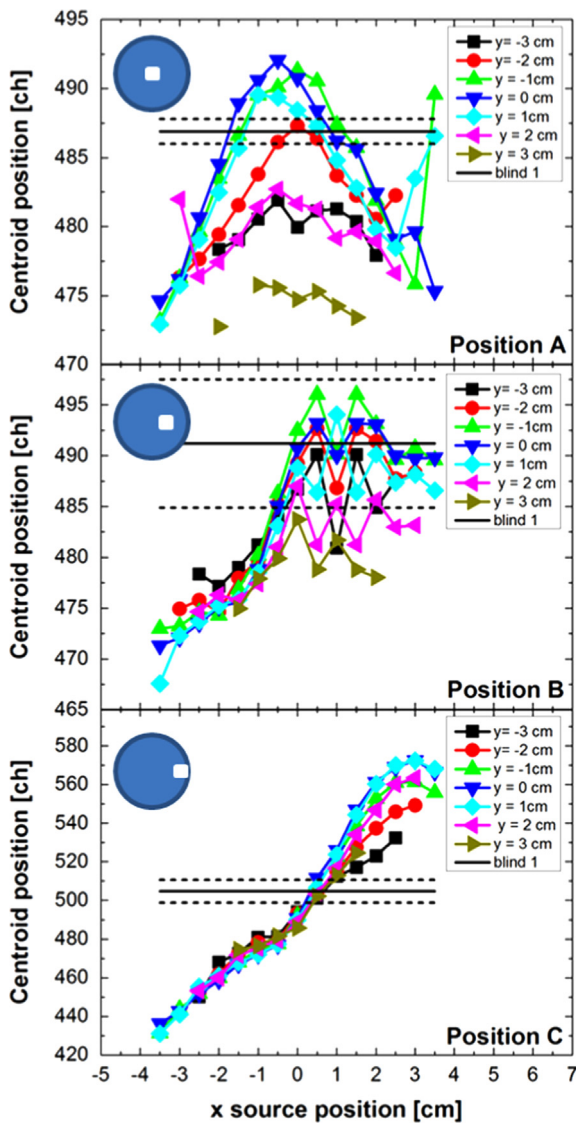 Centroid position [ch]
495
490
485
480
475
470
y= -3 cm
y= -2 cm
y= -1cm
y= 0 cm
y= 1cm
y= 2 cm
y= 3 cm
blind 1
Position A
Centroid position [ch]
495
490
485
480
475
470
465
y= -3 cm
y= -2 cm
y= -1cm
y= 0 cm
y= 1cm
y= 2 cm
y= 3 cm
blind 1
Position B
Centroid position [ch]
580
560
540
520
500
480
460
440
420
y= -3 cm
y= -2 cm
y = -1cm
y= 0 cm
y = 1cm
y = 2 cm
y = 3 cm
blind 1
Position C
-5 -4 -3 -2 -1 0 1 2 3 4 5 6 7
x source position [cm]